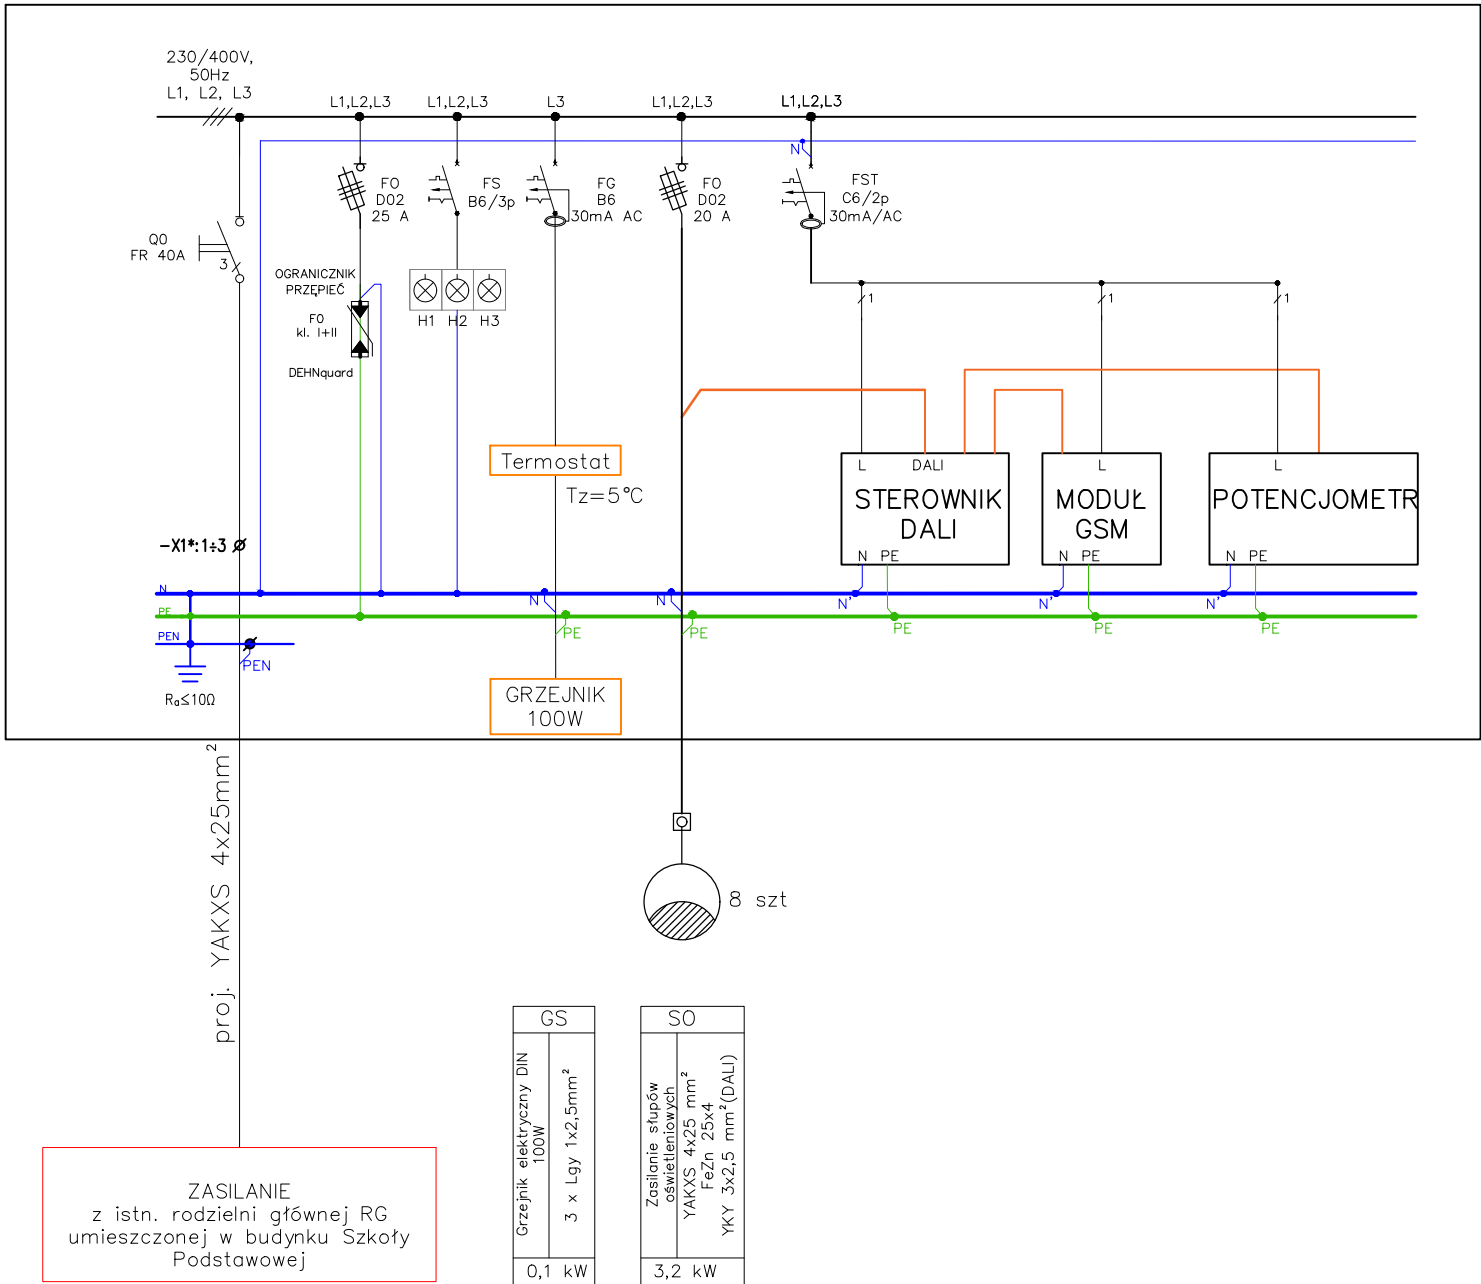 230/400V,
50Hz
L1, L2, L3
L1,L2,L3
L1,L2,L3
L3
L1,L2,L3
L1,L2,L3
N
FO
D02
25 A
FS
B6/3p
FG
B6
30mA AC
FO
D02
20 A
FST
C6/2p
30mA/AC
Q0
FR 40A
3
OGRANICZNIK
PRZĘPIEĆ
FO
kl. I+II
DEHNquard
H1 H2 H3
1
1
1
Termostat
Tz=5°C
L
DALI
STEROWNIK
DALI
N PE
L
MODUŁ
GSM
N PE
L
POTENCJOMETR
N PE
-X1*:1÷3
N
PE
PEN
N
PE
N
PE
N'
PE
N'
PE
N'
PE
PEN
Ra≤10Ω
GRZEJNIK
100W
proj. YAKXS 4x25mm²
8 szt
GS
Grzejnik elektryczny DIN
100W
3 x Lgy 1x2,5mm²
0,1 kW
SO
Zasilanie słupów
oświetleniowych
YAKXS 4x25 mm²
FeZn 25x4
YKY 3x2,5 mm²(DALI)
3,2 kW
ZASILANIE
z istn. rodzielni głównej RG
umieszczonej w budynku Szkoły
Podstawowej